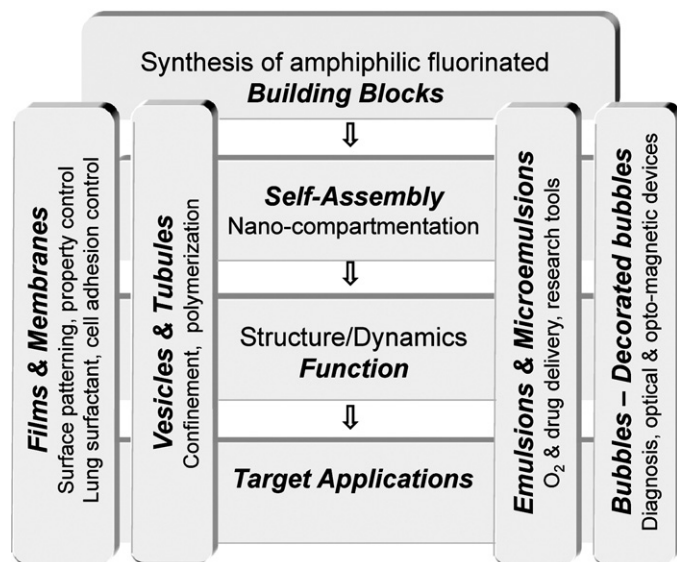 Synthesis of amphiphilic fluorinated
Building Blocks
⇩
Self-Assembly
Nano-compartmentation
⇩
Structure/Dynamics
Function
⇩
Target Applications
Films & Membranes
Surface patterning, property control
Lung surfactant, cell adhesion control
Vesicles & Tubules
Confinement, polymerization
Emulsions & Microemulsions
O₂ & drug delivery, research tools
Bubbles – Decorated bubbles
Diagnosis, optical & opto-magnetic devices